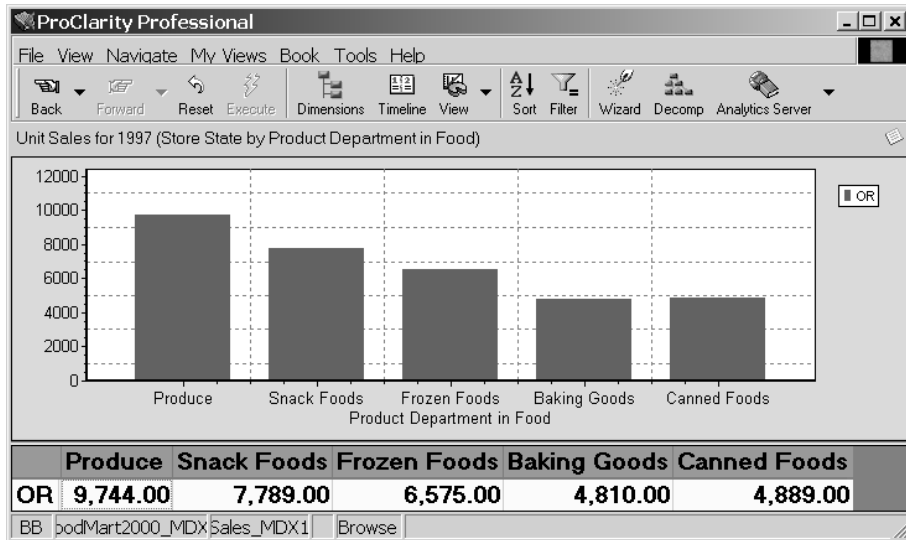 ProClarity Professional
File View Navigate My Views Book Tools Help
Back Forward Reset Execute Dimensions Timeline View Sort Filter Wizard Decomp Analytics Server
Unit Sales for 1997 (Store State by Product Department in Food)
12000
10000
8000
6000
4000
2000
0
OR
Produce Snack Foods Frozen Foods Baking Goods Canned Foods
Product Department in Food
Produce Snack Foods Frozen Foods Baking Goods Canned Foods
OR 9,744.00 7,789.00 6,575.00 4,810.00 4,889.00
BB oodMart2000_MDX Sales_MDX1 Browse